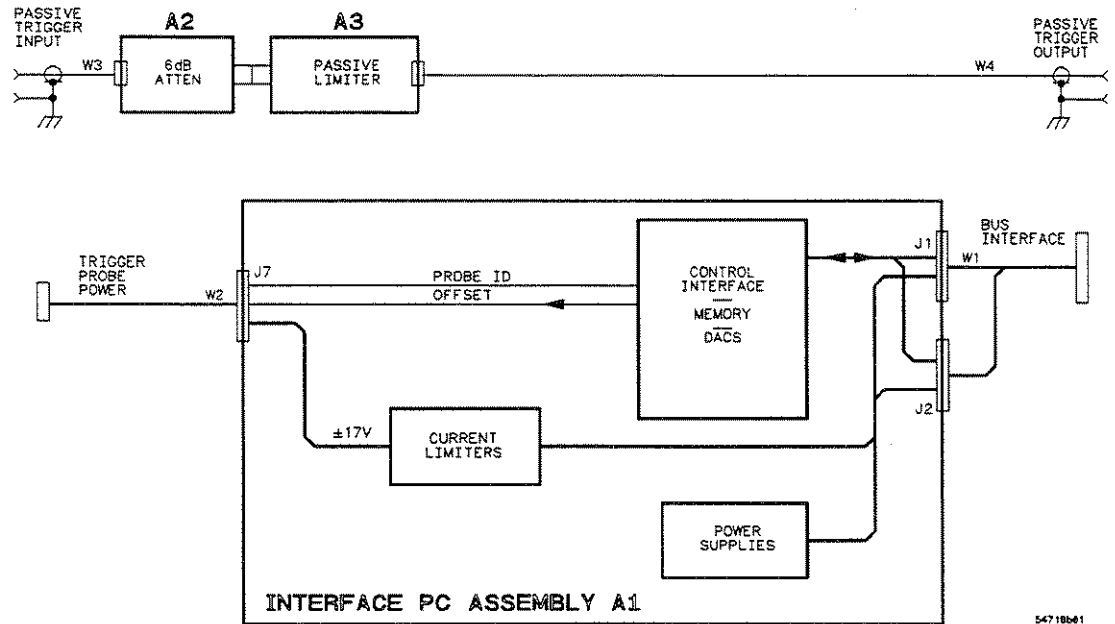 PASSIVE
TRIGGER
INPUT
A2
A3
PASSIVE
TRIGGER
OUTPUT
W3
6dB
ATTEN
PASSIVE
LIMITER
W4
TRIGGER
PROBE
POWER
W2
J7
PROBE ID
OFFSET
CONTROL
INTERFACE
MEMORY
DACS
J1
W1
BUS
INTERFACE
J2
±17V
CURRENT
LIMITERS
POWER
SUPPLIES
INTERFACE PC ASSEMBLY A1
54718b01